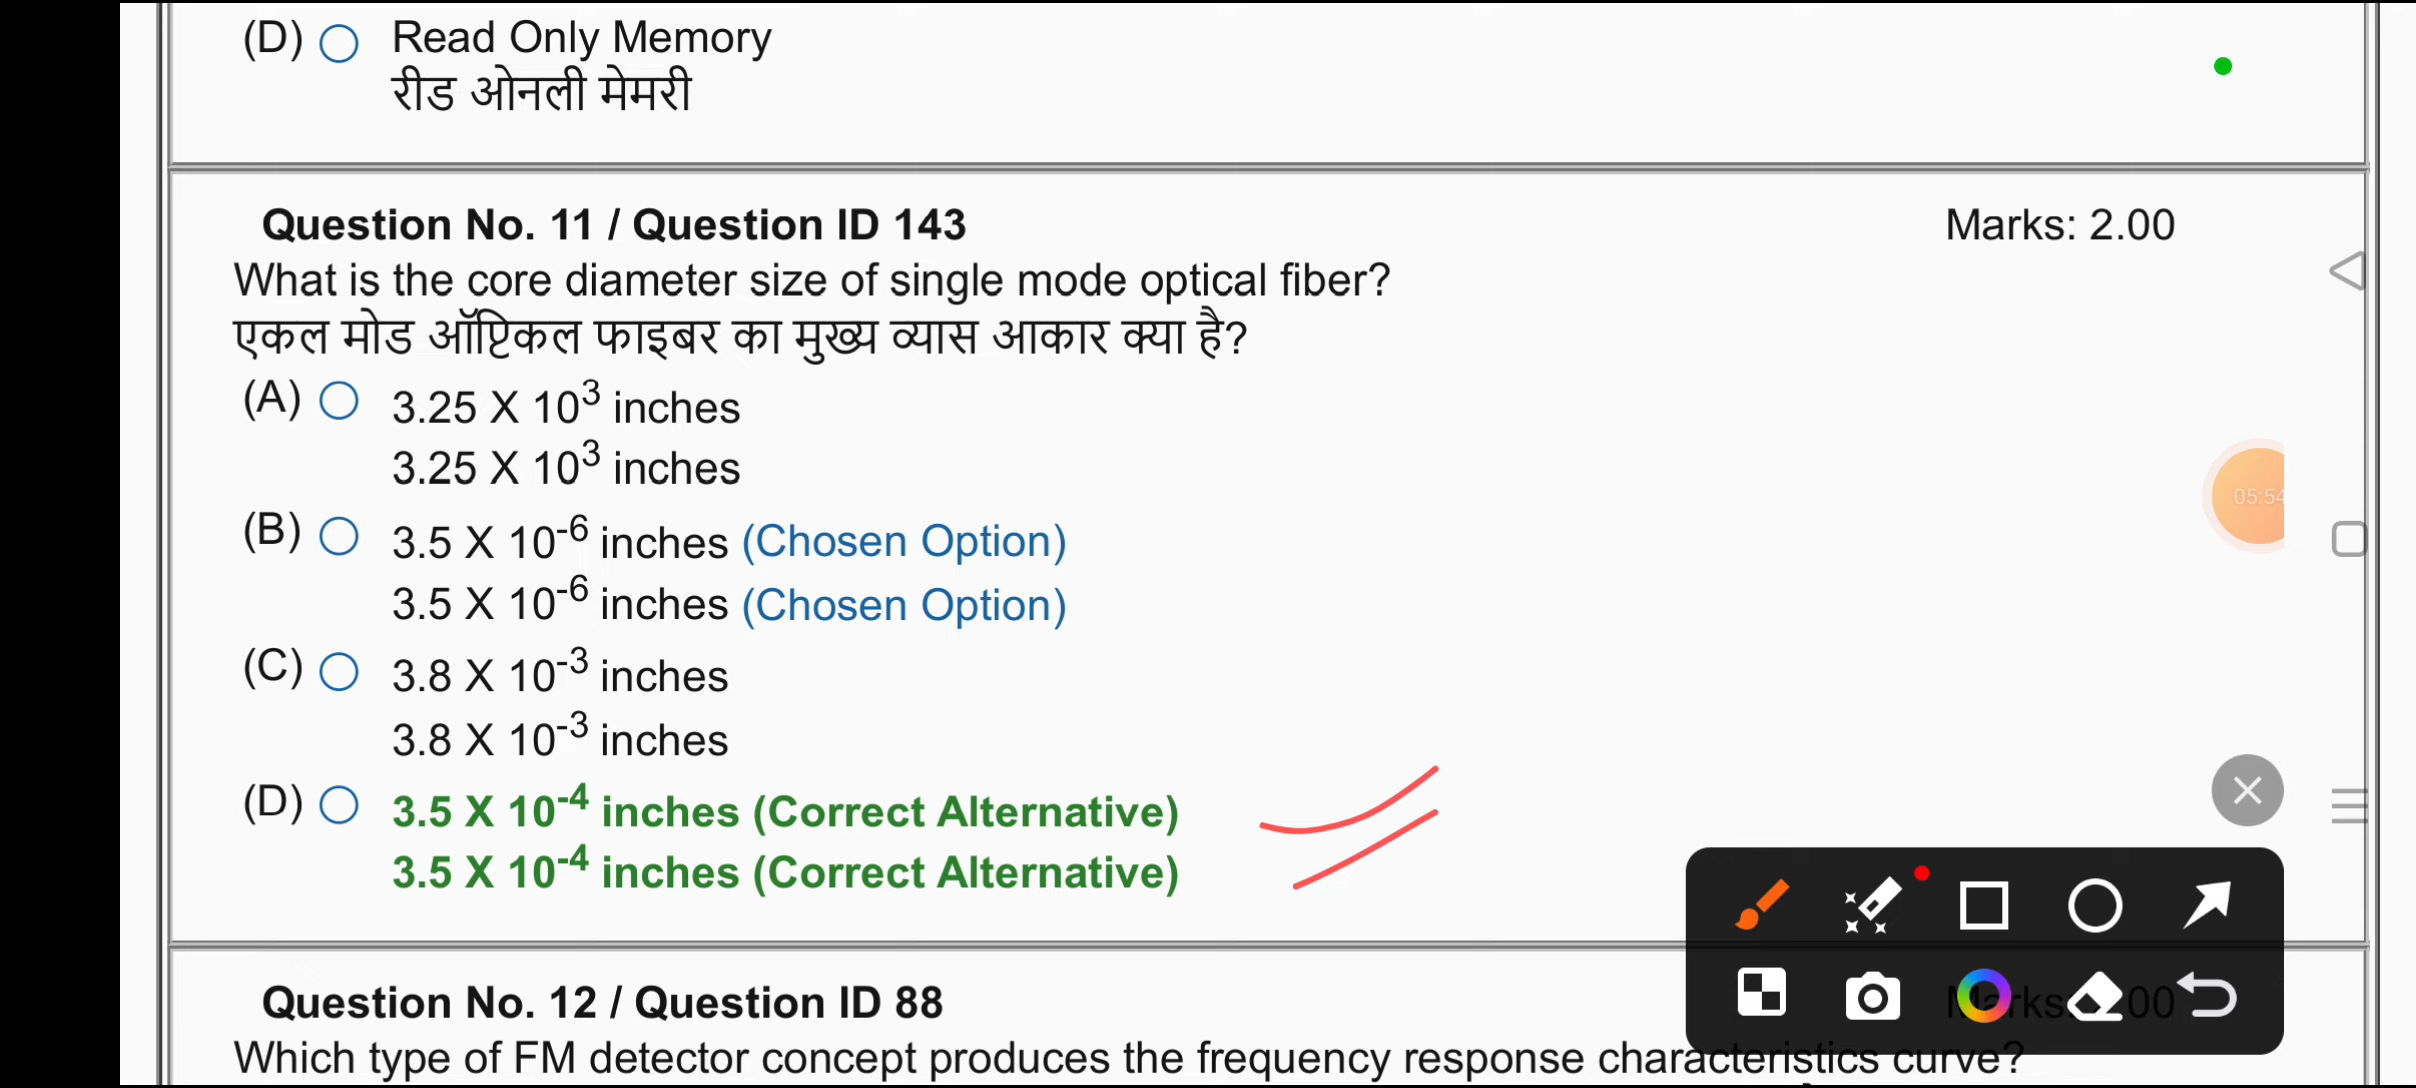 (D) Read Only Memory
रीड ओनली मेमरी
Question No. 11 / Question ID 143 Marks: 2.00
What is the core diameter size of single mode optical fiber?
एकल मोड ऑप्टिकल फाइबर का मुख्य व्यास आकार क्या है?
(A) 3.25 X 10³ inches
3.25 X 10³ inches
(B) 3.5 X 10⁻⁶ inches (Chosen Option)
3.5 X 10⁻⁶ inches (Chosen Option)
(C) 3.8 X 10⁻³ inches
3.8 X 10⁻³ inches
(D) 3.5 X 10⁻⁴ inches (Correct Alternative)
3.5 X 10⁻⁴ inches (Correct Alternative)
05:54
Question No. 12 / Question ID 88
Which type of FM detector concept produces the frequency response characteristics curve?